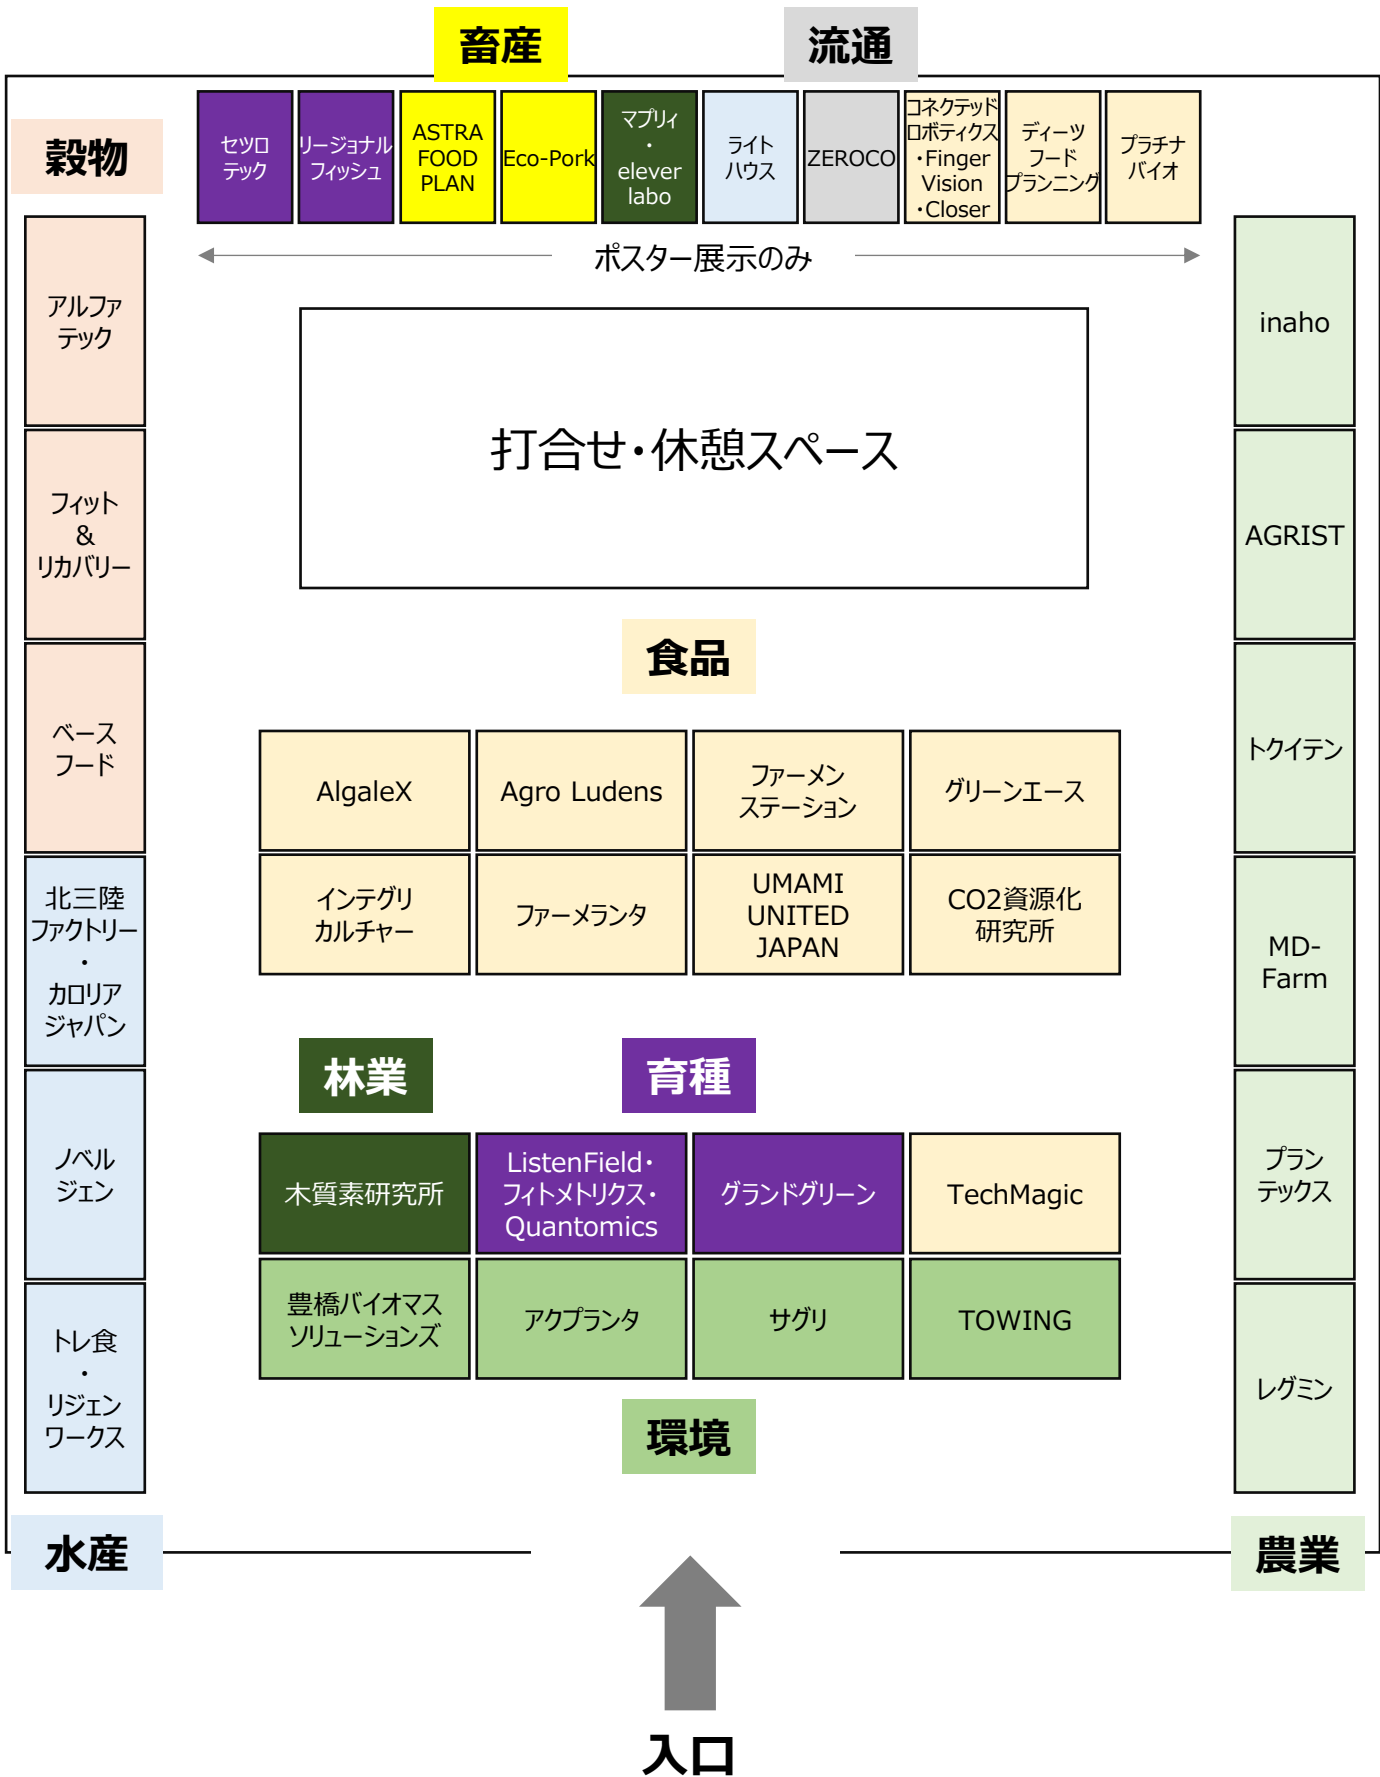 畜産
流通
穀物
セツロ
テック
リージョナル
フィッシュ
ASTRA
FOOD
PLAN
Eco-Pork
マプリィ
・
elever
labo
ライト
ハウス
ZEROCO
コネクテッド
ロボティクス
・Finger
Vision
・Closer
ディーツ
フード
プランニング
プラチナ
バイオ
ポスター展示のみ
アルファ
テック
フィット
&
リカバリー
ベース
フード
北三陸
ファクトリー
・
カロリア
ジャパン
ノベル
ジェン
トレ食
・
リジェン
ワークス
水産
打合せ・休憩スペース
食品
AlgaleX
Agro Ludens
ファーメン
ステーション
グリーンエース
インテグリ
カルチャー
ファーメランタ
UMAMI
UNITED
JAPAN
CO2資源化
研究所
林業
育種
木質素研究所
ListenField・
フィトメトリクス・
Quantomics
グランドグリーン
TechMagic
豊橋バイオマス
ソリューションズ
アクプランタ
サグリ
TOWING
環境
inaho
AGRIST
トクイテン
MD-
Farm
プラン
テックス
レグミン
農業
入口